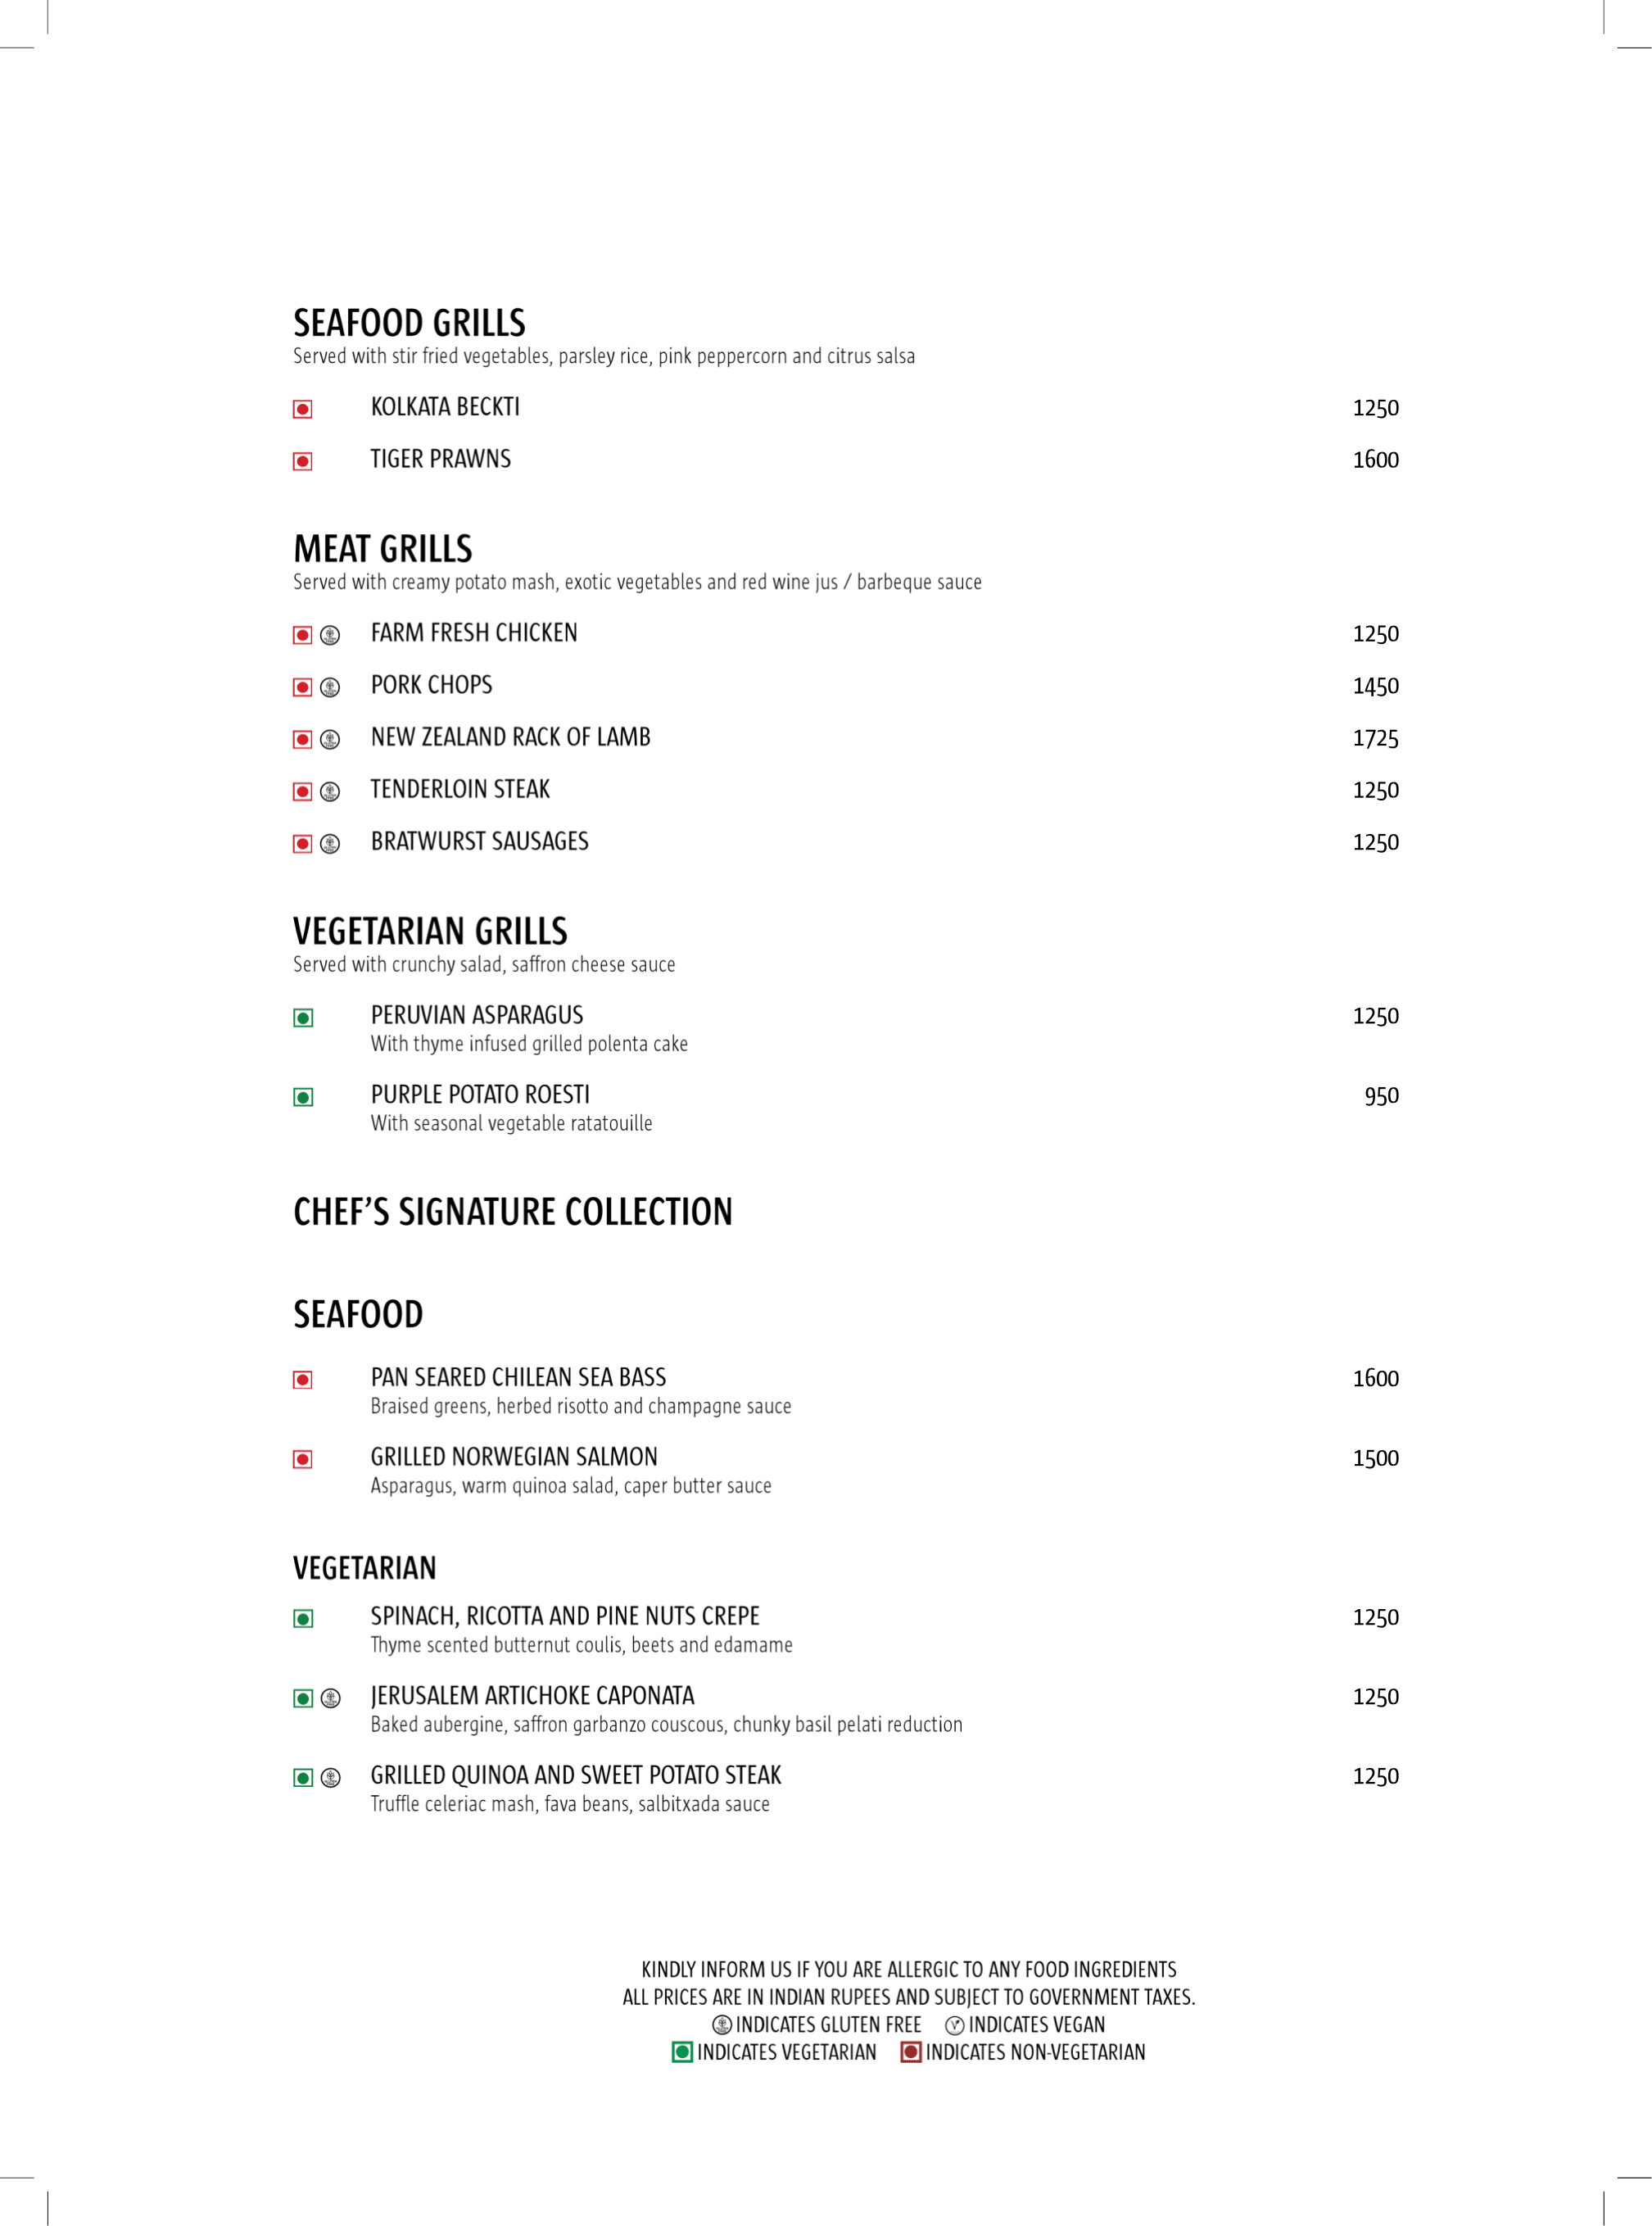 SEAFOOD GRILLS
Served with stir fried vegetables, parsley rice, pink peppercorn and citrus salsa
KOLKATA BECKTI 1250
TIGER PRAWNS 1600
MEAT GRILLS
Served with creamy potato mash, exotic vegetables and red wine jus / barbeque sauce
FARM FRESH CHICKEN 1250
PORK CHOPS 1450
NEW ZEALAND RACK OF LAMB 1725
TENDERLOIN STEAK 1250
BRATWURST SAUSAGES 1250
VEGETARIAN GRILLS
Served with crunchy salad, saffron cheese sauce
PERUVIAN ASPARAGUS 1250
With thyme infused grilled polenta cake
PURPLE POTATO ROESTI 950
With seasonal vegetable ratatouille
CHEF'S SIGNATURE COLLECTION
SEAFOOD
PAN SEARED CHILEAN SEA BASS 1600
Braised greens, herbed risotto and champagne sauce
GRILLED NORWEGIAN SALMON 1500
Asparagus, warm quinoa salad, caper butter sauce
VEGETARIAN
SPINACH, RICOTTA AND PINE NUTS CREPE 1250
Thyme scented butternut coulis, beets and edamame
JERUSALEM ARTICHOKE CAPONATA 1250
Baked aubergine, saffron garbanzo couscous, chunky basil pelati reduction
GRILLED QUINOA AND SWEET POTATO STEAK 1250
Truffle celeriac mash, fava beans, salbitxada sauce
KINDLY INFORM US IF YOU ARE ALLERGIC TO ANY FOOD INGREDIENTS
ALL PRICES ARE IN INDIAN RUPEES AND SUBJECT TO GOVERNMENT TAXES.
INDICATES GLUTEN FREE INDICATES VEGAN
INDICATES VEGETARIAN INDICATES NON-VEGETARIAN